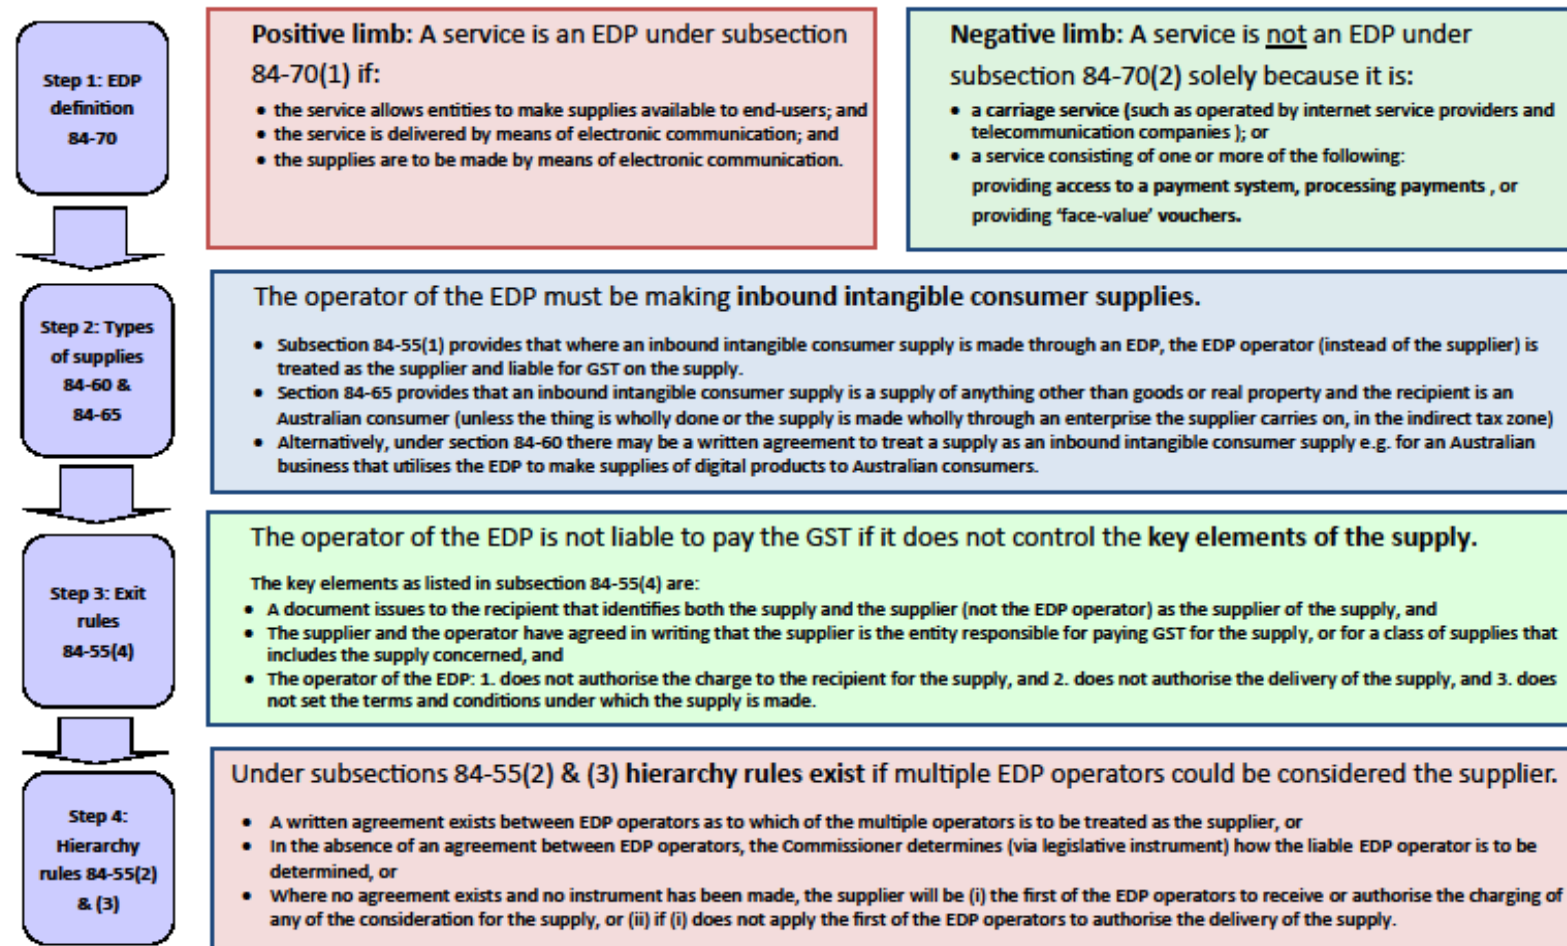 Step 1: EDP
definition
84-70
Positive limb: A service is an EDP under subsection
84-70(1) if:
• the service allows entities to make supplies available to end-users; and
• the service is delivered by means of electronic communication; and
• the supplies are to be made by means of electronic communication.
Negative limb: A service is not an EDP under
subsection 84-70(2) solely because it is:
• a carriage service (such as operated by internet service providers and
telecommunication companies ); or
• a service consisting of one or more of the following:
providing access to a payment system, processing payments , or
providing ‘face-value’ vouchers.
Step 2: Types
of supplies
84-60 &
84-65
The operator of the EDP must be making inbound intangible consumer supplies.
• Subsection 84-55(1) provides that where an inbound intangible consumer supply is made through an EDP, the EDP operator (instead of the supplier) is
treated as the supplier and liable for GST on the supply.
• Section 84-65 provides that an inbound intangible consumer supply is a supply of anything other than goods or real property and the recipient is an
Australian consumer (unless the thing is wholly done or the supply is made wholly through an enterprise the supplier carries on, in the indirect tax zone)
• Alternatively, under section 84-60 there may be a written agreement to treat a supply as an inbound intangible consumer supply e.g. for an Australian
business that utilises the EDP to make supplies of digital products to Australian consumers.
Step 3: Exit
rules
84-55(4)
The operator of the EDP is not liable to pay the GST if it does not control the key elements of the supply.
The key elements as listed in subsection 84-55(4) are:
• A document issues to the recipient that identifies both the supply and the supplier (not the EDP operator) as the supplier of the supply, and
• The supplier and the operator have agreed in writing that the supplier is the entity responsible for paying GST for the supply, or for a class of supplies that
includes the supply concerned, and
• The operator of the EDP: 1. does not authorise the charge to the recipient for the supply, and 2. does not authorise the delivery of the supply, and 3. does
not set the terms and conditions under which the supply is made.
Step 4:
Hierarchy
rules 84-55(2)
& (3)
Under subsections 84-55(2) & (3) hierarchy rules exist if multiple EDP operators could be considered the supplier.
• A written agreement exists between EDP operators as to which of the multiple operators is to be treated as the supplier, or
• In the absence of an agreement between EDP operators, the Commissioner determines (via legislative instrument) how the liable EDP operator is to be
determined, or
• Where no agreement exists and no instrument has been made, the supplier will be (i) the first of the EDP operators to receive or authorise the charging of
any of the consideration for the supply, or (ii) if (i) does not apply the first of the EDP operators to authorise the delivery of the supply.